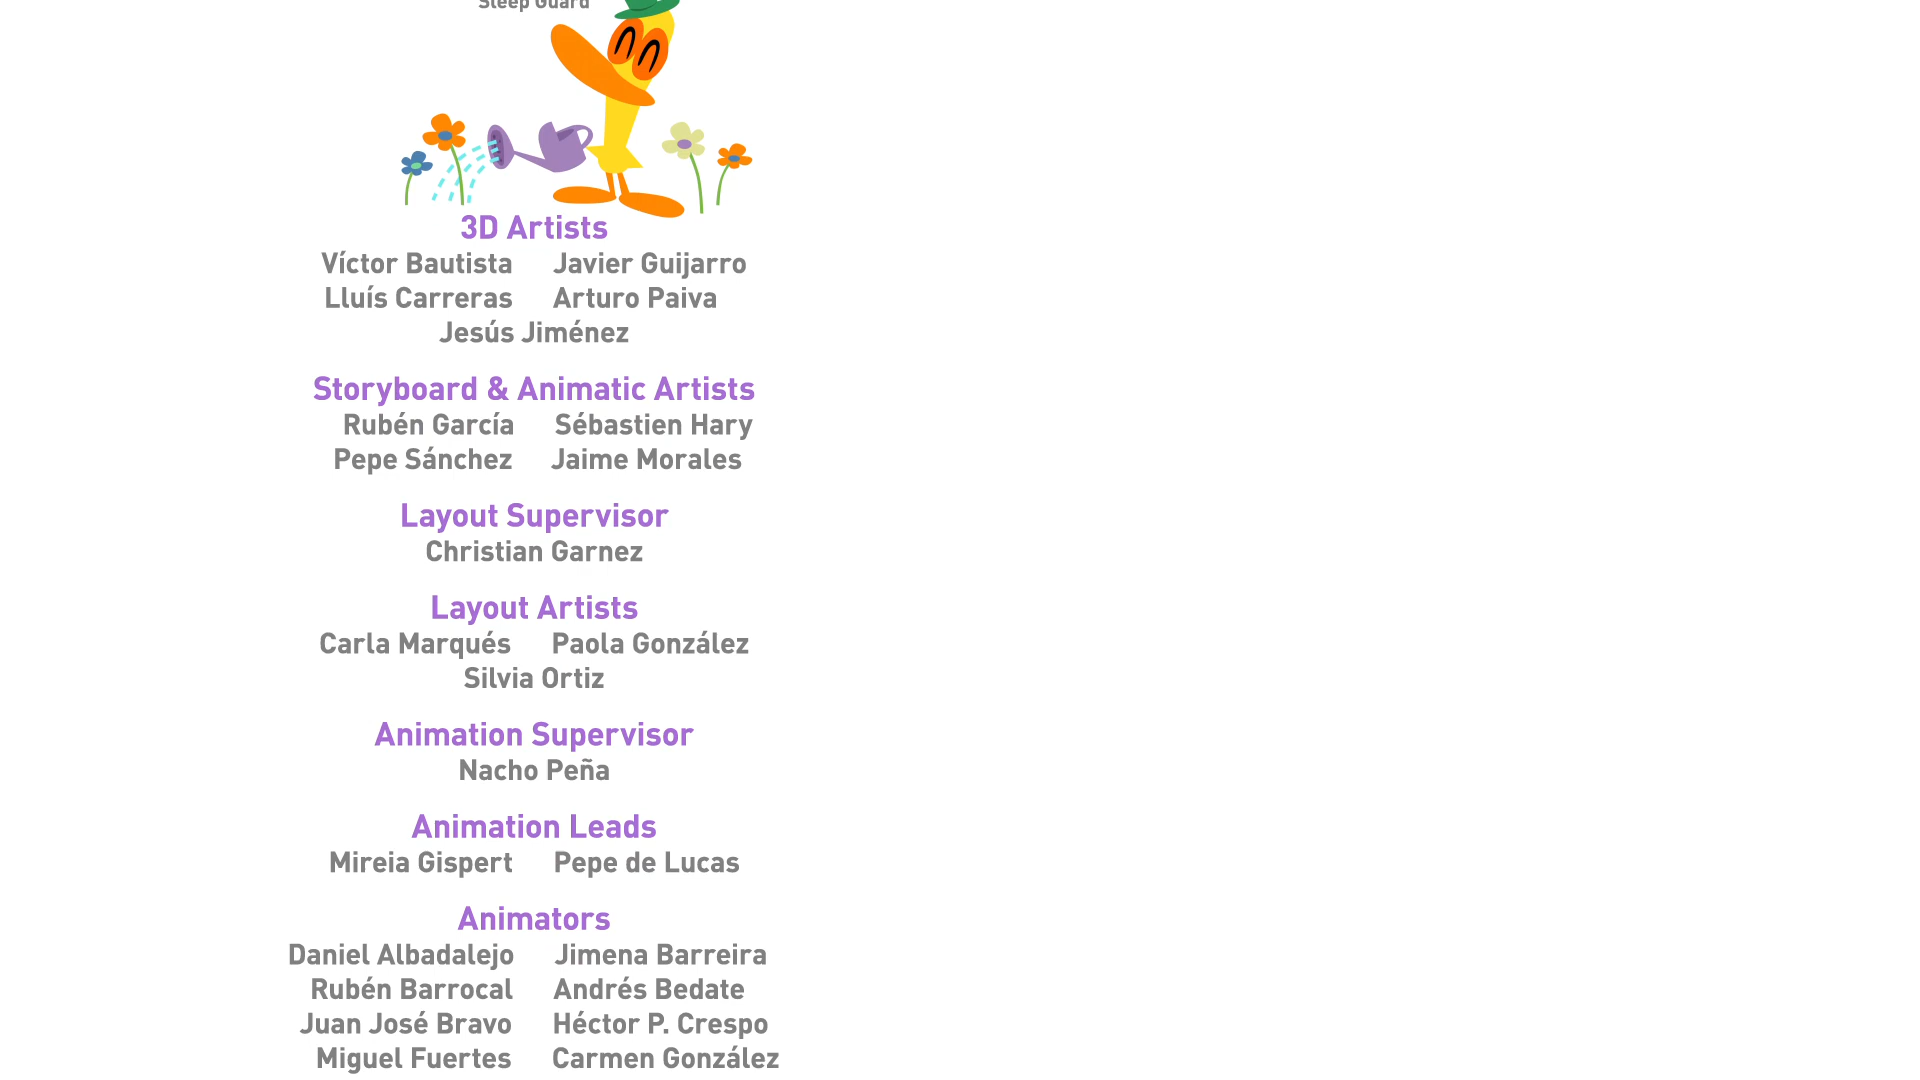 Sleep Guard
3D Artists
Víctor Bautista Javier Guijarro
Lluís Carreras Arturo Paiva
Jesús Jiménez
Storyboard & Animatic Artists
Rubén García Sébastien Hary
Pepe Sánchez Jaime Morales
Layout Supervisor
Christian Garnez
Layout Artists
Carla Marqués Paola González
Silvia Ortiz
Animation Supervisor
Nacho Peña
Animation Leads
Mireia Gispert Pepe de Lucas
Animators
Daniel Albadalejo Jimena Barreira
Rubén Barrocal Andrés Bedate
Juan José Bravo Héctor P. Crespo
Miguel Fuertes Carmen González